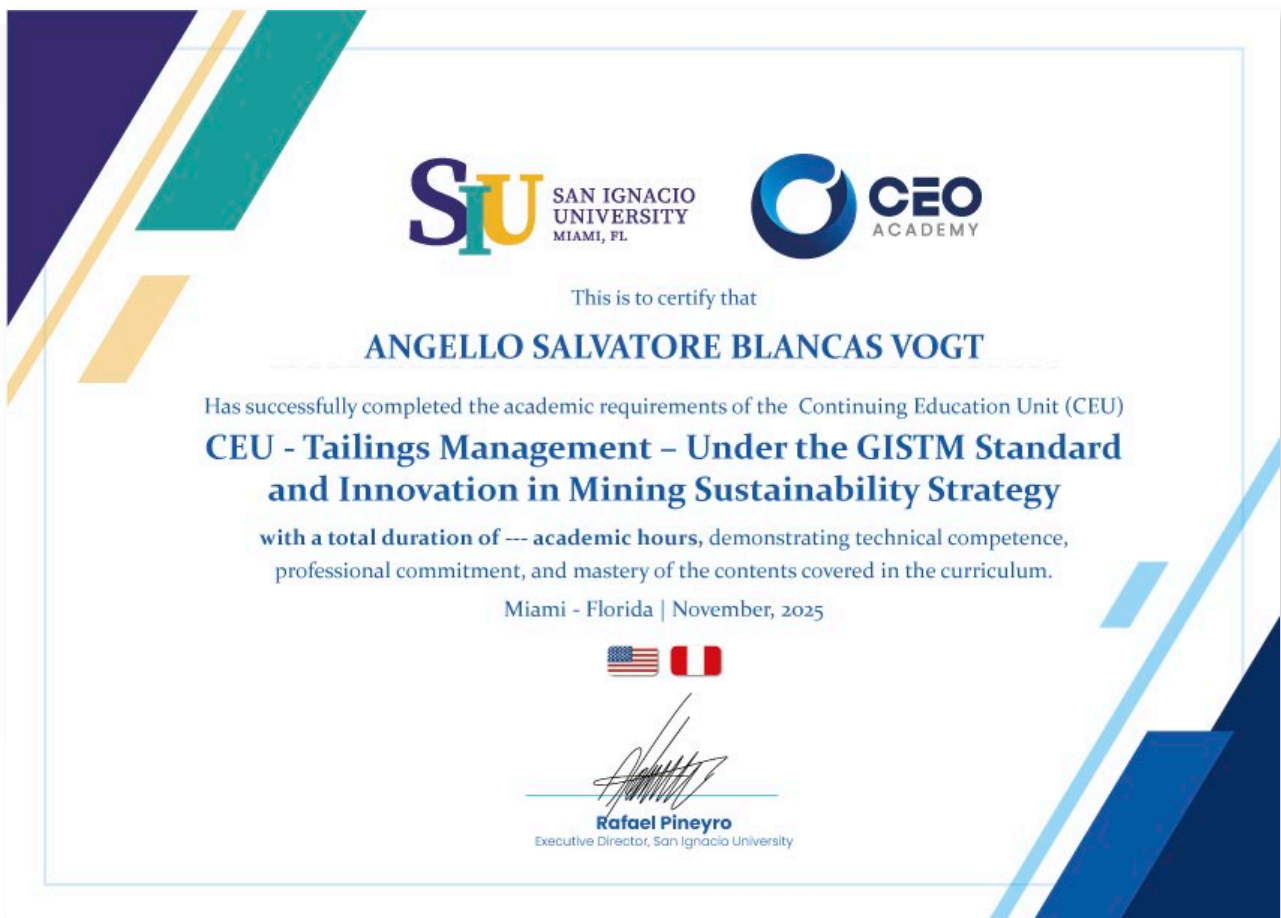 SIU SAN IGNACIO
UNIVERSITY
MIAMI, FL
CEO
ACADEMY
This is to certify that
ANGELLO SALVATORE BLANCAS VOGT
Has successfully completed the academic requirements of the Continuing Education Unit (CEU)
CEU - Tailings Management – Under the GISTM Standard
and Innovation in Mining Sustainability Strategy
with a total duration of --- academic hours, demonstrating technical competence,
professional commitment, and mastery of the contents covered in the curriculum.
Miami - Florida | November, 2025
Rafael Pineyro
Executive Director, San Ignacio University